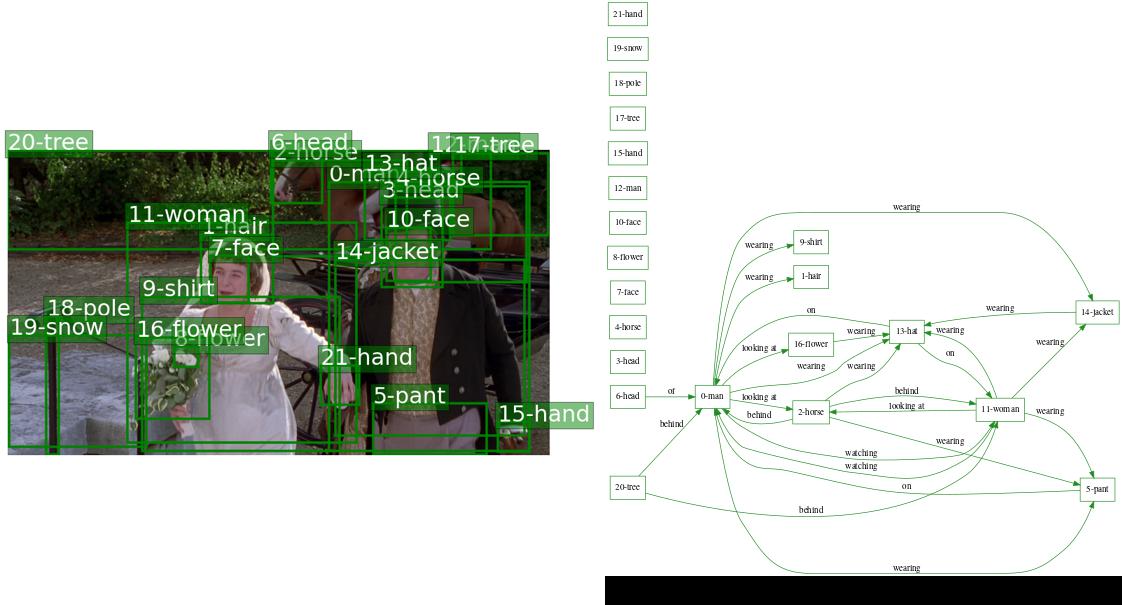 20-tree
6-head
2-horse
17-tree
13-hat
4-horse
3-head
11-woman
1-hair
10-face
7-face
14-jacket
9-shirt
18-pole
19-snow
16-flower
8-flower
21-hand
5-pant
15-hand
21-hand
19-snow
18-pole
17-tree
15-hand
12-man
10-face
8-flower
7-face
4-horse
3-head
6-head
20-tree
of
behind
0-man
wearing
wearing
wearing
on
looking at
wearing
looking at
behind
watching
watching
on
behind
wearing
9-shirt
1-hair
16-flower
2-horse
wearing
wearing
behind
looking at
wearing
13-hat
wearing
wearing
on
11-woman
wearing
wearing
14-jacket
5-pant